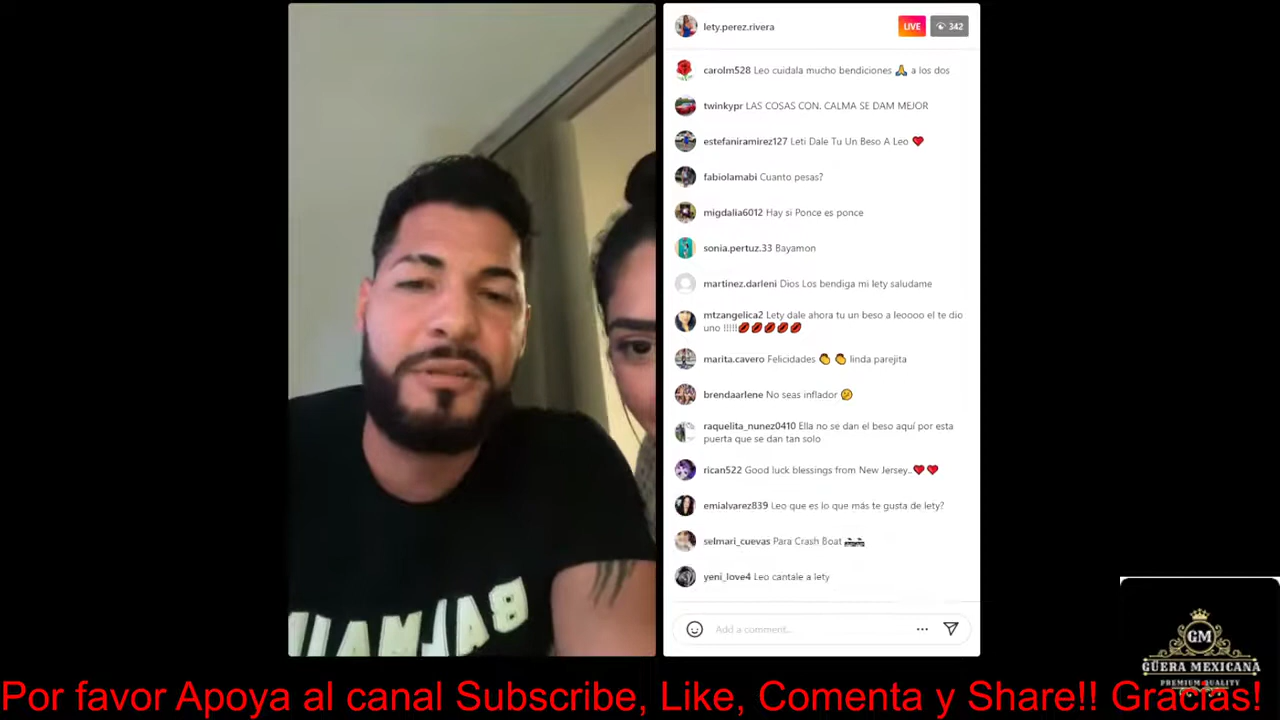 lety.perez.rivera
LIVE
342
carolm528 Leo cuidala mucho bendiciones 🙏 a los dos
twinkypr LAS COSAS CON. CALMA SE DAM MEJOR
estefaniramirez127 Leti Dale Tu Un Beso A Leo ❤️
fabiolamabi Cuanto pesas?
migdalia6012 Hay si Ponce es ponce
sonia.pertuz.33 Bayamon
martinez.darleni Dios Los bendiga mi lety saludame
mtzangelica2 Lety dale ahora tu un beso a leoooo el te dio
uno !!!!!💋💋💋💋💋
marita.cavero Felicidades 👏 👏 linda parejita
brendaarlene No seas inflador 🤣
raquelita_nunez0410 Ella no se dan el beso aquí por esta
puerta que se dan tan solo
rican522 Good luck blessings from New Jersey..❤️❤️
emialvarez839 Leo que es lo que más te gusta de lety?
selmari_cuevas Para Crash Boat
yeni_love4 Leo cantale a lety
Add a comment...
BALMAIN
GM
GÜERA MEXICANA
PREMIUM QUALITY
Por favor Apoya al canal Subscribe, Like, Comenta y Share!! Gracias!